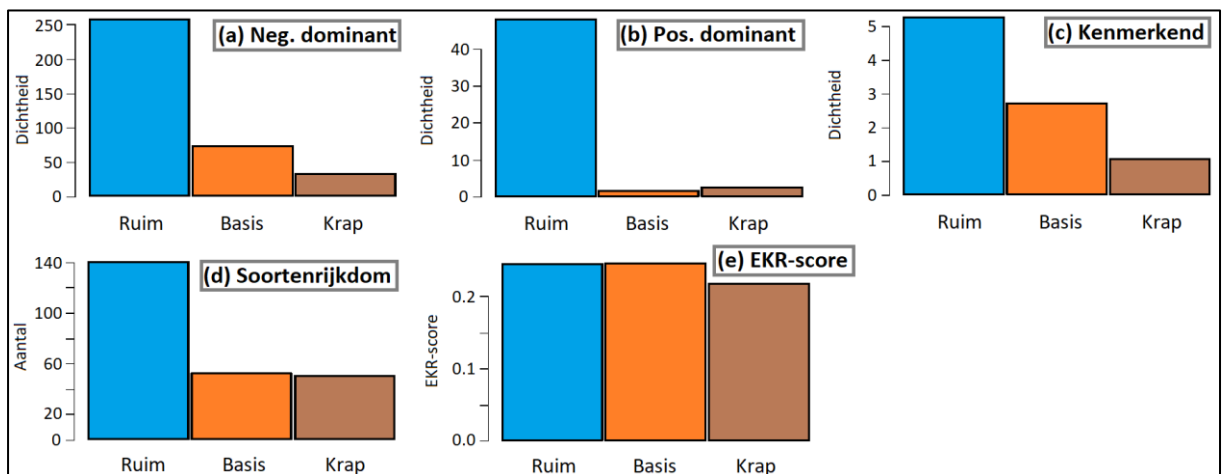 (a) Neg. dominant
Dichtheid
250
200
150
100
50
0
Ruim Basis Krap
(b) Pos. dominant
Dichtheid
40
30
20
10
0
Ruim Basis Krap
(c) Kenmerkend
Dichtheid
5
4
3
2
1
0
Ruim Basis Krap
(d) Soortenrijkdom
Aantal
140
100
60
20
0
Ruim Basis Krap
(e) EKR-score
EKR-score
0.2
0.1
0.0
Ruim Basis Krap